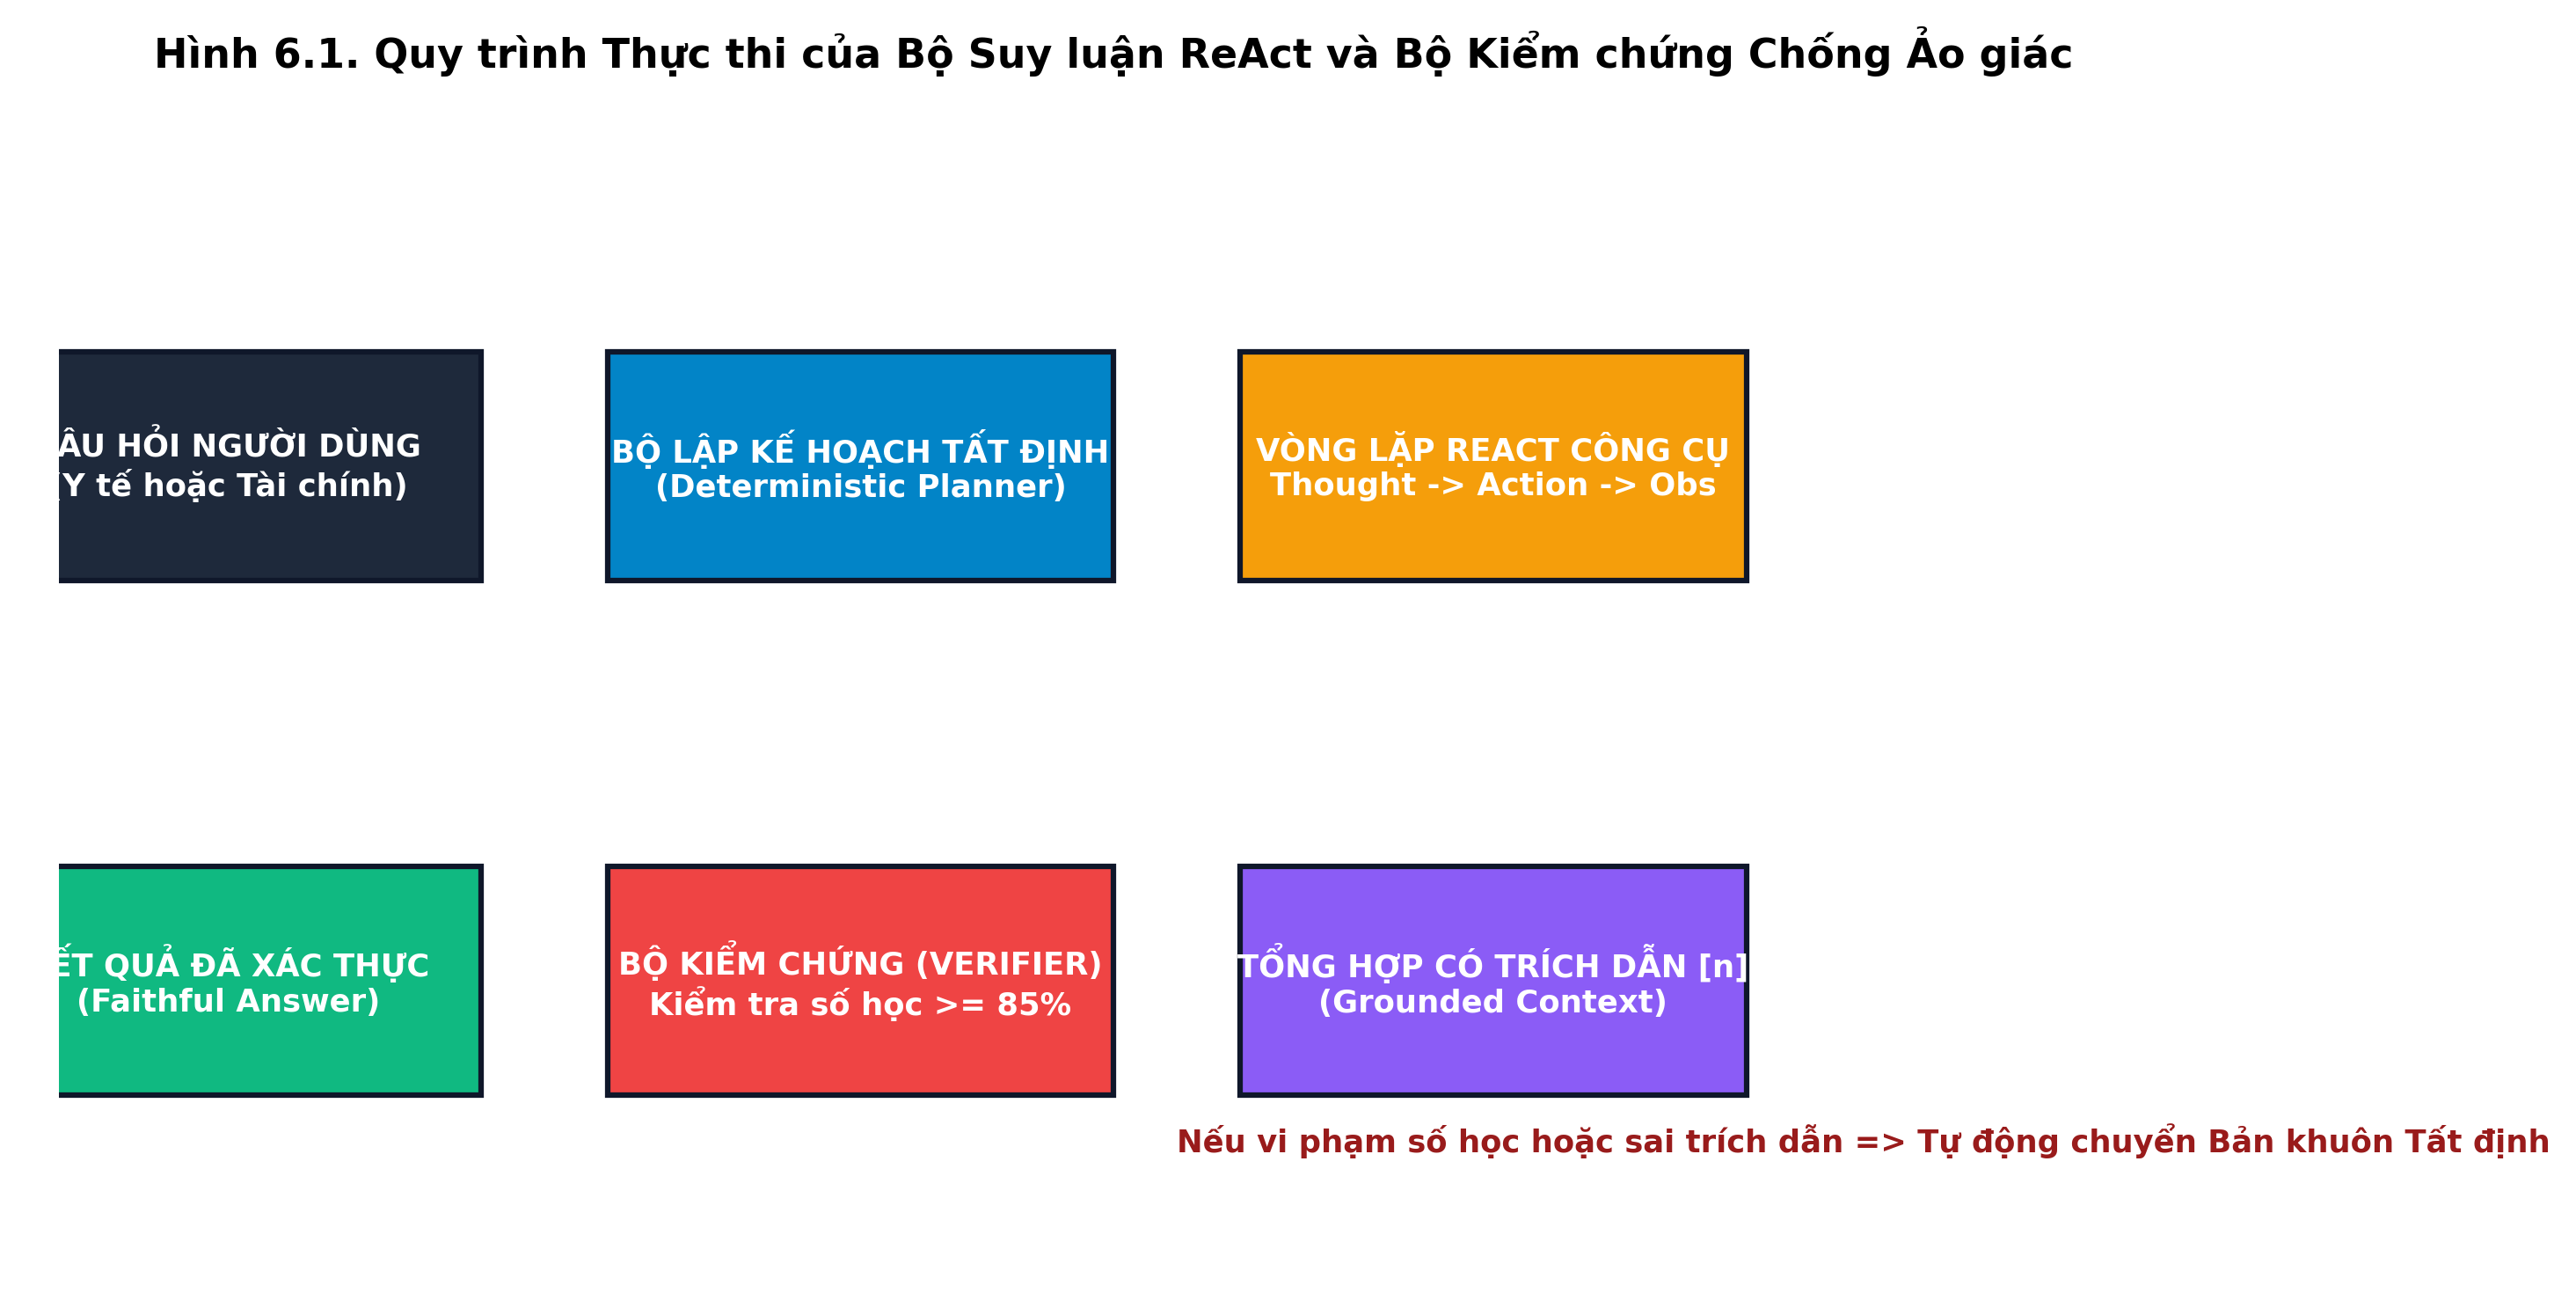 Hình 6.1. Quy trình Thực thi của Bộ Suy luận ReAct và Bộ Kiểm chứng Chống Ảo giác
ÂU HỎI NGƯỜI DÙNG
(Y tế hoặc Tài chính)
BỘ LẬP KẾ HOẠCH TẤT ĐỊNH
(Deterministic Planner)
VÒNG LẶP REACT CÔNG CỤ
Thought -> Action -> Obs
ẾT QUẢ ĐÃ XÁC THỰC
(Faithful Answer)
BỘ KIỂM CHỨNG (VERIFIER)
Kiểm tra số học >= 85%
TỔNG HỢP CÓ TRÍCH DẪN [n]
(Grounded Context)
Nếu vi phạm số học hoặc sai trích dẫn => Tự động chuyển Bản khuôn Tất định